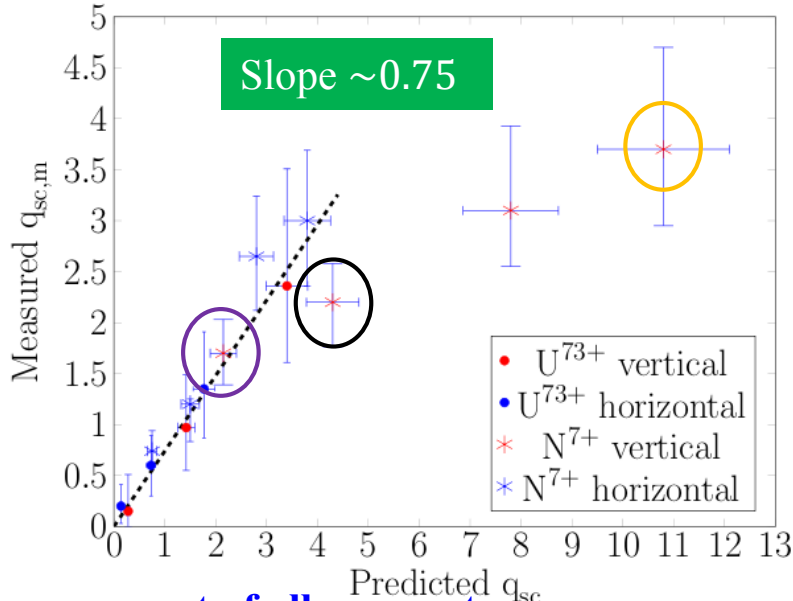 Slope ~0.75
Measured q_sc,m
5
4.5
4
3.5
3
2.5
2
1.5
1
0.5
0
U^73+ vertical
U^73+ horizontal
N^7+ vertical
N^7+ horizontal
0 1 2 3 4 5 6 7 8 9 10 11 12 13
Predicted q_sc